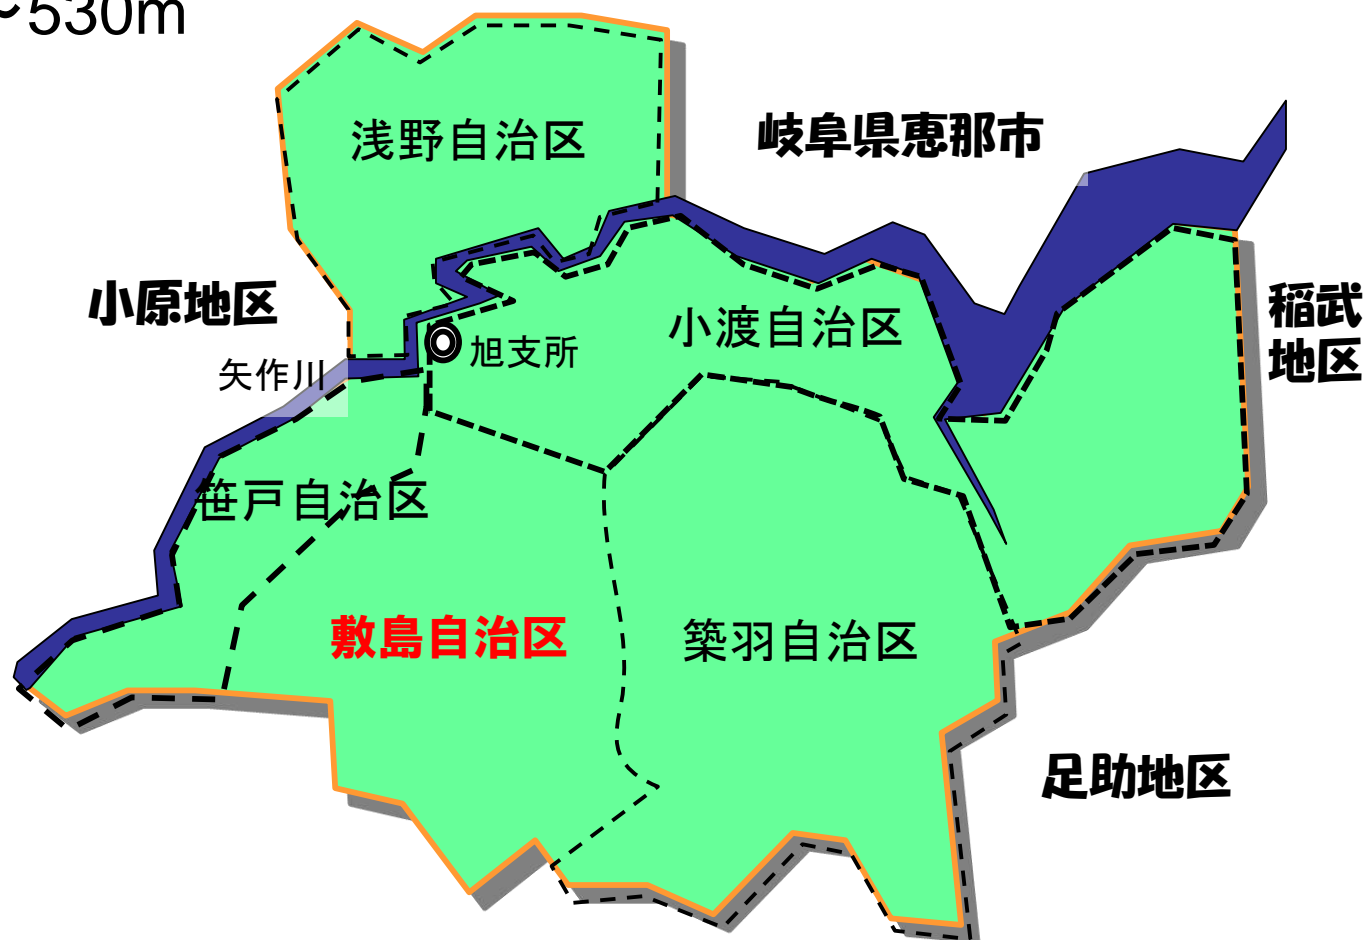 ～530m
浅野自治区
岐阜県恵那市
小原地区
稲武
地区
小渡自治区
旭支所
矢作川
笹戸自治区
敷島自治区
築羽自治区
足助地区